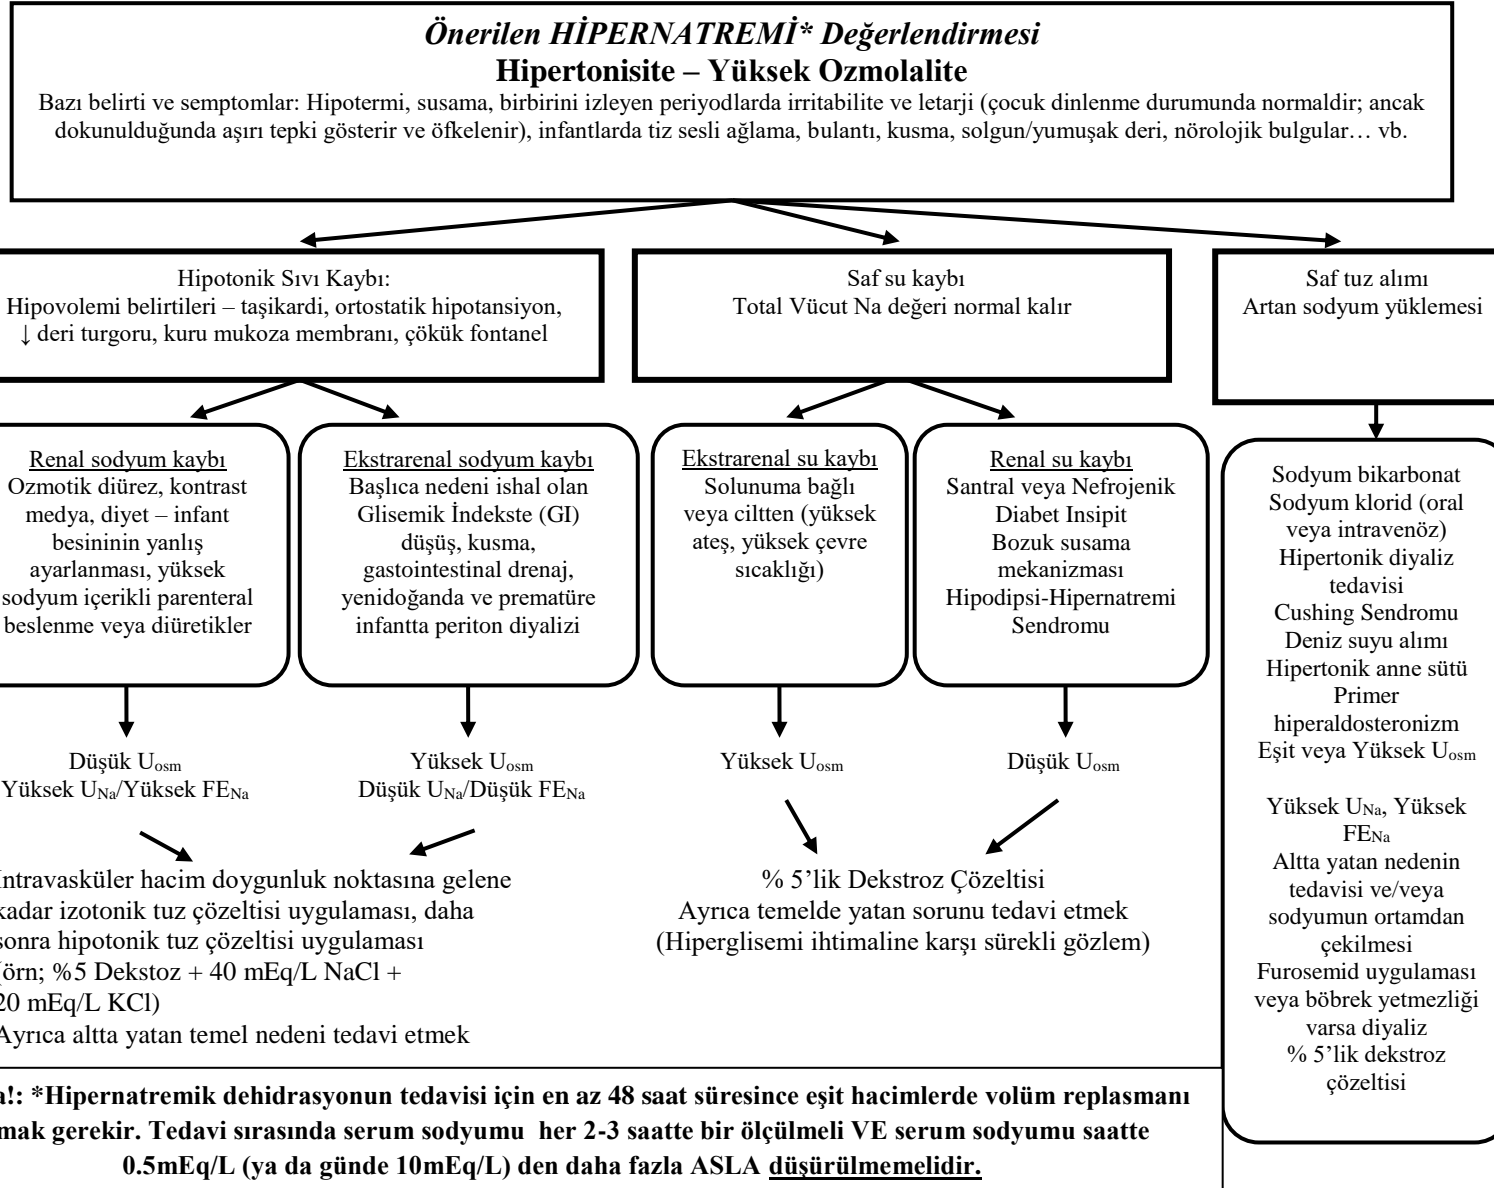 Önerilen HİPERNATREMİ* Değerlendirmesi
Hipertonisite – Yüksek Ozmolalite
Bazı belirti ve semptomlar: Hipotermi, susama, birbirini izleyen periyodlarda irritabilite ve letarji (çocuk dinlenme durumunda normaldir; ancak
dokunulduğunda aşırı tepki gösterir ve öfkelenir), infantlarda tiz sesli ağlama, bulantı, kusma, solgun/yumuşak deri, nörolojik bulgular… vb.
Hipotonik Sıvı Kaybı:
Hipovolemi belirtileri – taşikardi, ortostatik hipotansiyon,
↓ deri turgoru, kuru mukoza membranı, çökük fontanel
Saf su kaybı
Total Vücut Na değeri normal kalır
Saf tuz alımı
Artan sodyum yüklemesi
Renal sodyum kaybı
Ozmotik diürez, kontrast
medya, diyet – infant
besininin yanlış
ayarlanması, yüksek
sodyum içerikli parenteral
beslenme veya diüretikler
Ekstrarenal sodyum kaybı
Başlıca nedeni ishal olan
Glisemik İndekste (GI)
düşüş, kusma,
gastointestinal drenaj,
yenidoğanda ve prematüre
infantta periton diyalizi
Ekstrarenal su kaybı
Solunuma bağlı
veya ciltten (yüksek
ateş, yüksek çevre
sıcaklığı)
Renal su kaybı
Santral veya Nefrojenik
Diabet Insipit
Bozuk susama
mekanizması
Hipodipsi-Hipernatremi
Sendromu
Sodyum bikarbonat
Sodyum klorid (oral
veya intravenöz)
Hipertonik diyaliz
tedavisi
Cushing Sendromu
Deniz suyu alımı
Hipertonik anne sütü
Primer
hiperaldosteronizm
Eşit veya Yüksek Uosm
Yüksek UNa, Yüksek
FENa
Altta yatan nedenin
tedavisi ve/veya
sodyumun ortamdan
çekilmesi
Furosemid uygulaması
veya böbrek yetmezliği
varsa diyaliz
% 5’lik dekstroz
çözeltisi
Düşük Uosm
Yüksek UNa/Yüksek FENa
Yüksek Uosm
Düşük UNa/Düşük FENa
Yüksek Uosm
Düşük Uosm
İntravasküler hacim doygunluk noktasına gelene
kadar izotonik tuz çözeltisi uygulaması, daha
sonra hipotonik tuz çözeltisi uygulaması
(örn; %5 Dekstoz + 40 mEq/L NaCl +
20 mEq/L KCl)
Ayrıca altta yatan temel nedeni tedavi etmek
% 5’lik Dekstroz Çözeltisi
Ayrıca temelde yatan sorunu tedavi etmek
(Hiperglisemi ihtimaline karşı sürekli gözlem)
*Hipernatremik dehidrasyonun tedavisi için en az 48 saat süresince eşit hacimlerde volüm replasmanı
gerekir. Tedavi sırasında serum sodyumu her 2-3 saatte bir ölçülmeli VE serum sodyumu saatte
0.5mEq/L (ya da günde 10mEq/L) den daha fazla ASLA düşürülmemelidir.